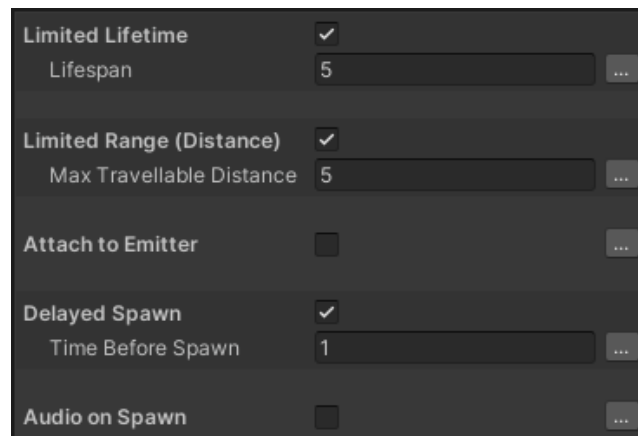 Limited Lifetime
Lifespan 5 ...
Limited Range (Distance)
Max Travellable Distance 5 ...
Attach to Emitter ...
Delayed Spawn
Time Before Spawn 1 ...
Audio on Spawn ...